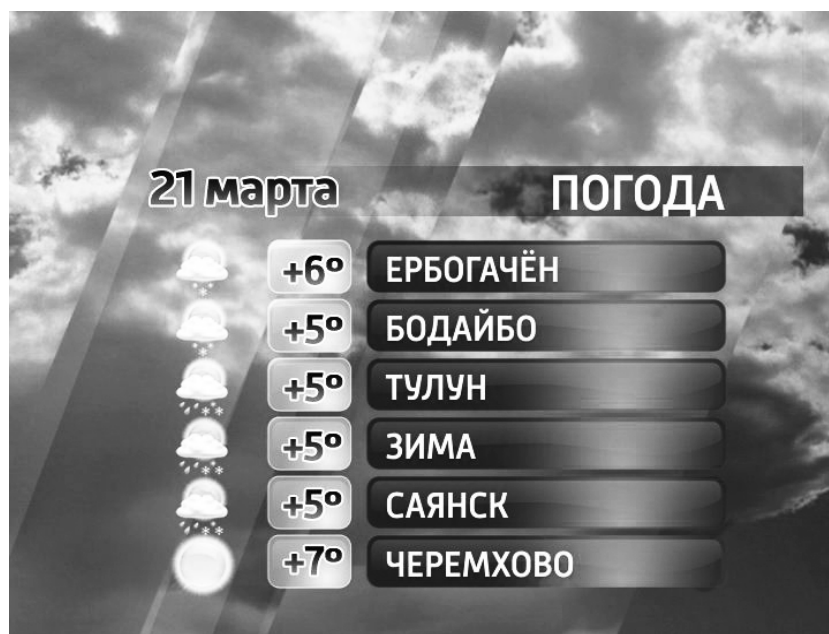 21 марта ПОГОДА
+6° ЕРБОГАЧЁН
+5° БОДАЙБО
+5° ТУЛУН
+5° ЗИМА
+5° САЯНСК
+7° ЧЕРЕМХОВО